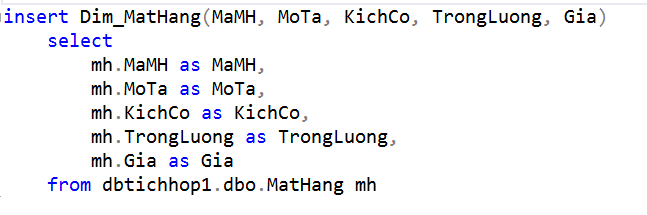 insert Dim_MatHang(MaMH, MoTa, KichCo, TrongLuong, Gia)
select
mh.MaMH as MaMH,
mh.MoTa as MoTa,
mh.KichCo as KichCo,
mh.TrongLuong as TrongLuong,
mh.Gia as Gia
from dbtichhop1.dbo.MatHang mh